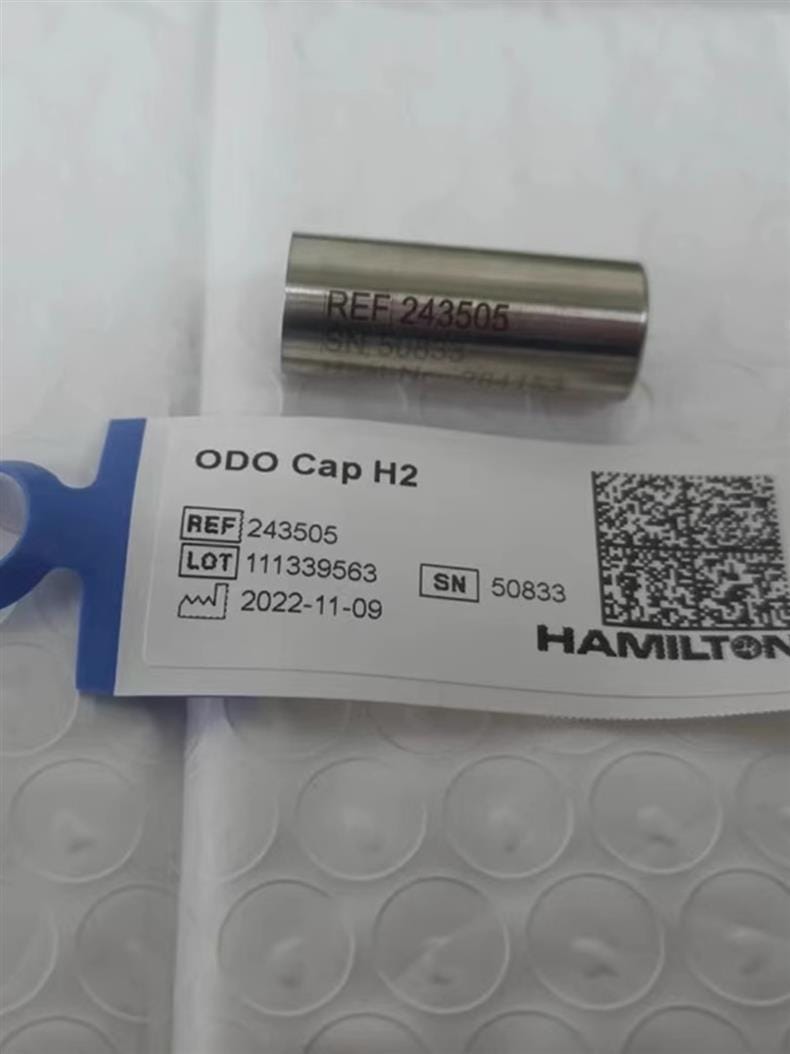 REF 243505
SN 50833
ODO Cap H2
REF 243505
LOT 111339563
SN 50833
2022-11-09
HAMILTON